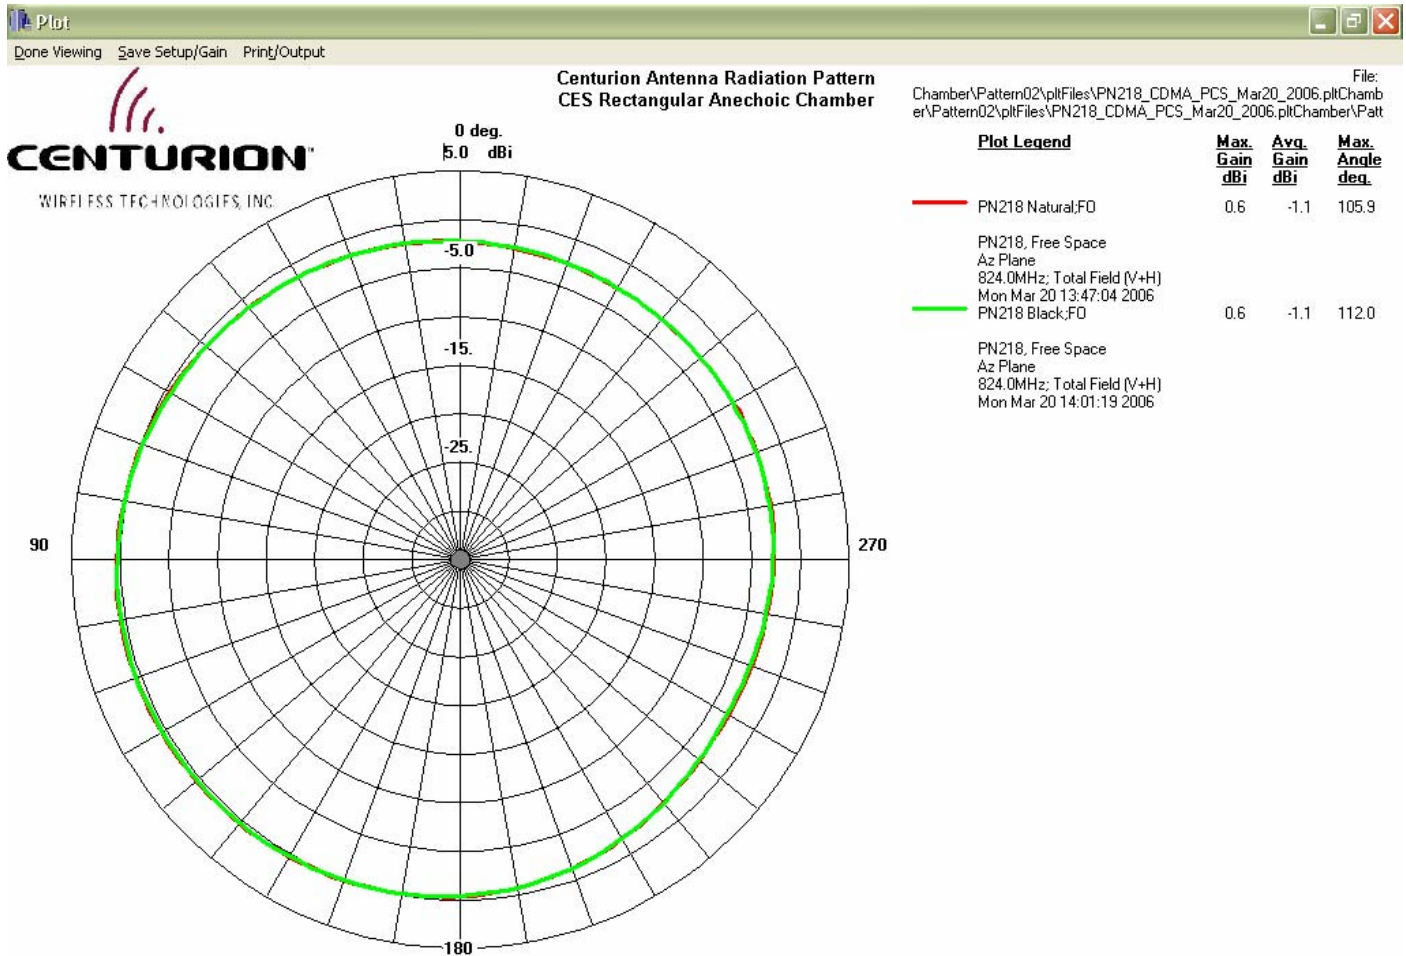 Plot
Done Viewing Save Setup/Gain Print/Output
CENTURION™
WIRELESS TECHNOLOGIES, INC.
Centurion Antenna Radiation Pattern
CES Rectangular Anechoic Chamber
File:
Chamber\Pattern02\pltFiles\PN218_CDMA_PCS_Mar20_2006.pltChamb
er\Pattern02\pltFiles\PN218_CDMA_PCS_Mar20_2006.pltChamber\Patt
0 deg.
5.0 dBi
-5.0
-15.
-25.
90
270
180
Plot Legend Max. Gain dBi Avg. Gain dBi Max. Angle deg.
PN218 Natural;FO 0.6 -1.1 105.9
PN218, Free Space
Az Plane
824.0MHz; Total Field (V+H)
Mon Mar 20 13:47:04 2006
PN218 Black;FO 0.6 -1.1 112.0
PN218, Free Space
Az Plane
824.0MHz; Total Field (V+H)
Mon Mar 20 14:01:19 2006